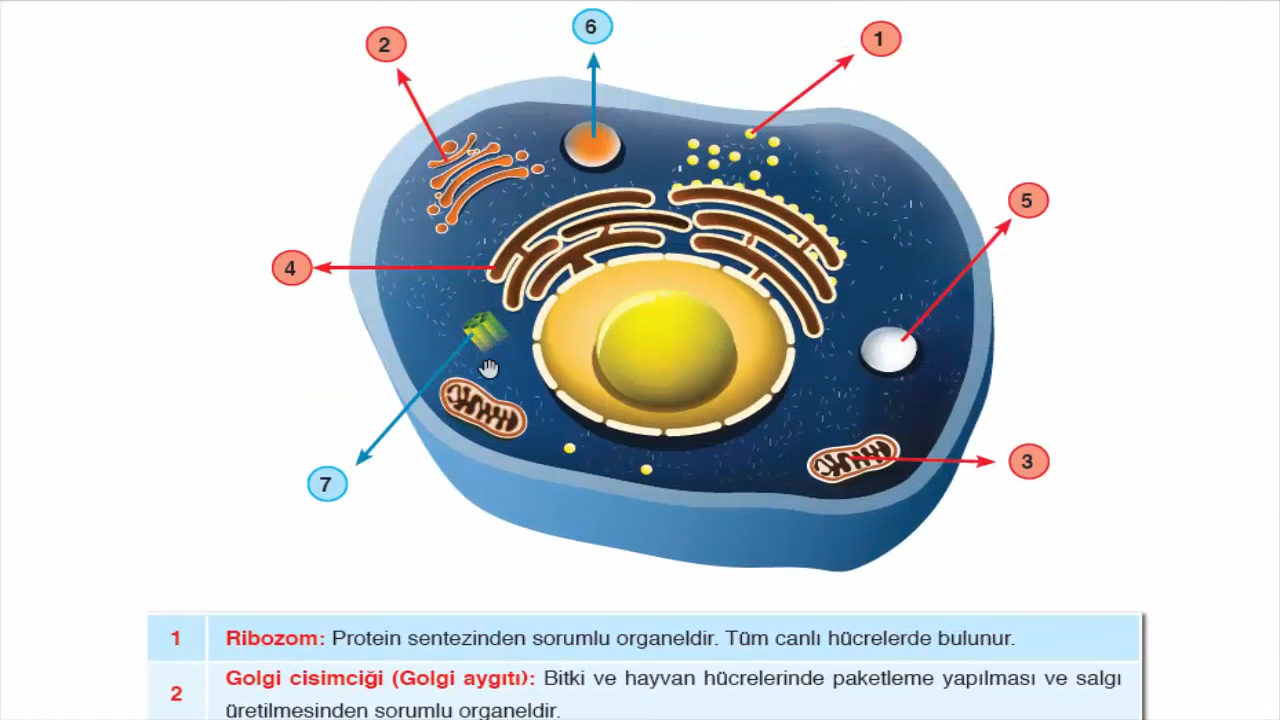 6
1
2
5
4
3
7
1 Ribozom: Protein sentezinden sorumlu organeldir. Tüm canlı hücrelerde bulunur.
2 Golgi cisimciği (Golgi aygıtı): Bitki ve hayvan hücrelerinde paketleme yapılması ve salgı
üretilmesinden sorumlu organeldir.